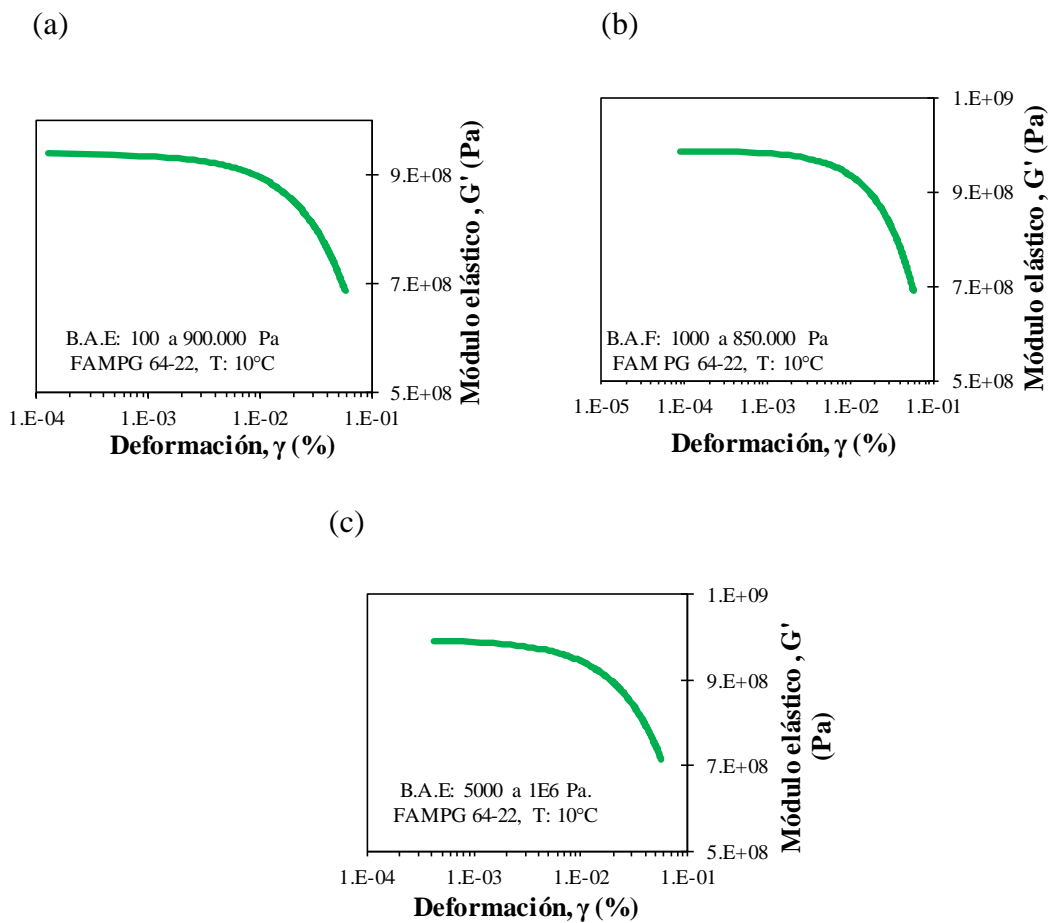 (a)
9.E+08
7.E+08
5.E+08
Módulo elástico , G' (Pa)
B.A.E: 100 a 900.000 Pa
FAMPG 64-22, T: 10°C
1.E-04 1.E-03 1.E-02 1.E-01
Deformación, γ (%)
(b)
1.E+09
9.E+08
7.E+08
5.E+08
Módulo elástico , G' (Pa)
B.A.F: 1000 a 850.000 Pa
FAM PG 64-22, T: 10°C
1.E-05 1.E-04 1.E-03 1.E-02 1.E-01
Deformación, γ (%)
(c)
1.E+09
9.E+08
7.E+08
5.E+08
Módulo elástico , G'
(Pa)
B.A.E: 5000 a 1E6 Pa.
FAMPG 64-22, T: 10°C
1.E-04 1.E-03 1.E-02 1.E-01
Deformación, γ (%)